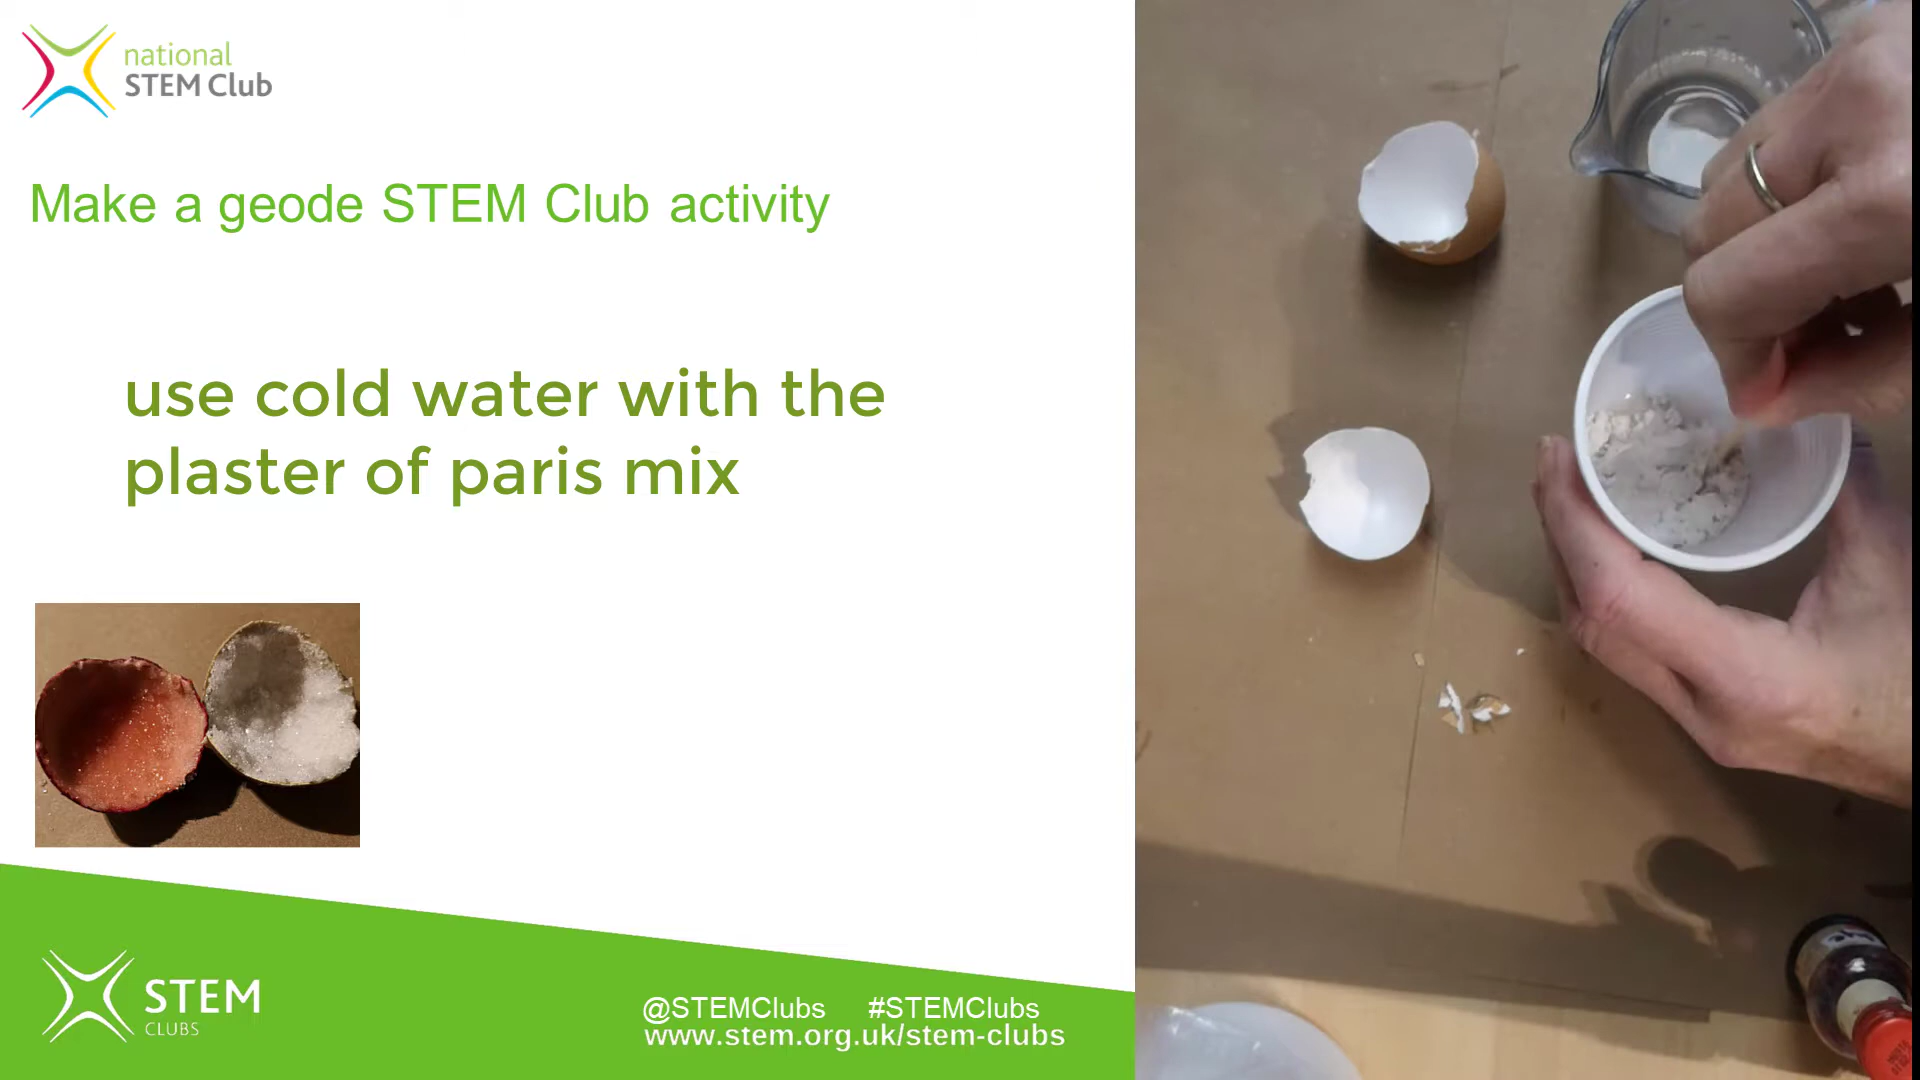 national
STEM Club
Make a geode STEM Club activity
use cold water with the
plaster of paris mix
STEM
CLUBS
@STEMClubs #STEMClubs
www.stem.org.uk/stem-clubs